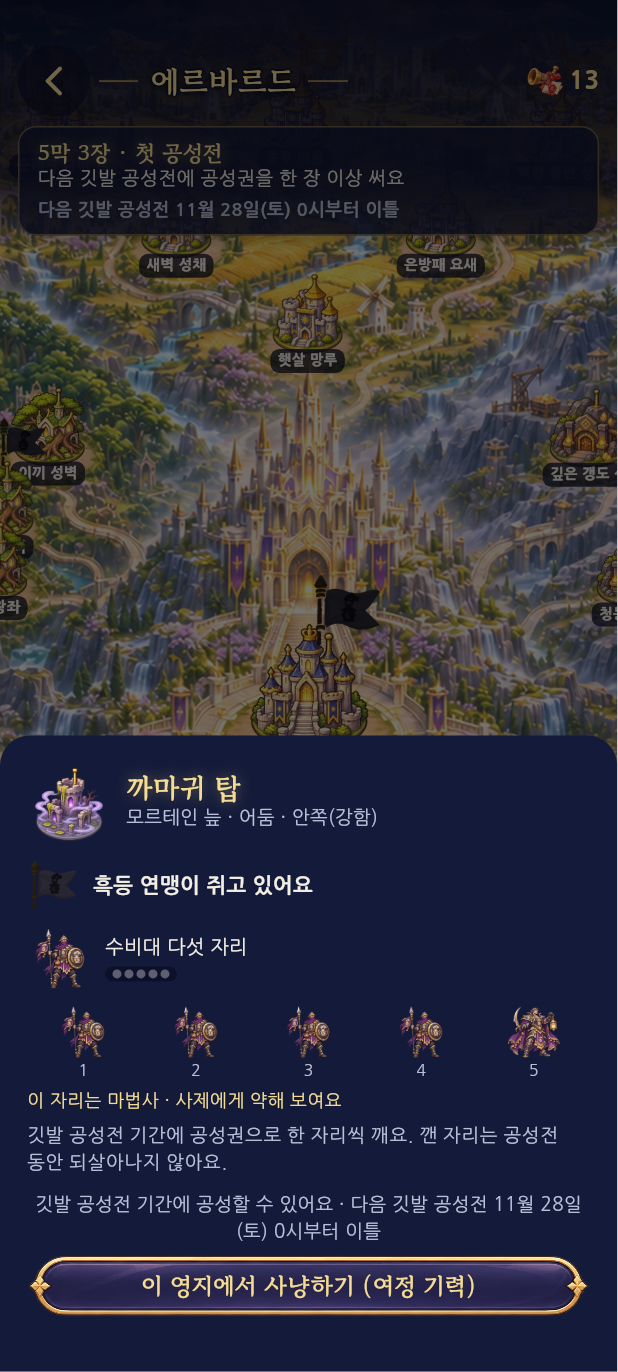 에르바르드
13
5막 3장 · 첫 공성전
다음 깃발 공성전에 공성권을 한 장 이상 써요
다음 깃발 공성전 11월 28일(토) 0시부터 이틀
새벽 성채
은방패 요새
햇살 망루
이끼 성벽
깊은 갱도
까마귀 탑
모르테인 늪 · 어둠 · 안쪽(강함)
흑등 연맹이 쥐고 있어요
수비대 다섯 자리
1 2 3 4 5
이 자리는 마법사 · 사제에게 약해 보여요
깃발 공성전 기간에 공성권으로 한 자리씩 깨요. 깬 자리는 공성전
동안 되살아나지 않아요.
깃발 공성전 기간에 공성할 수 있어요 · 다음 깃발 공성전 11월 28일
(토) 0시부터 이틀
이 영지에서 사냥하기 (여정 기력)